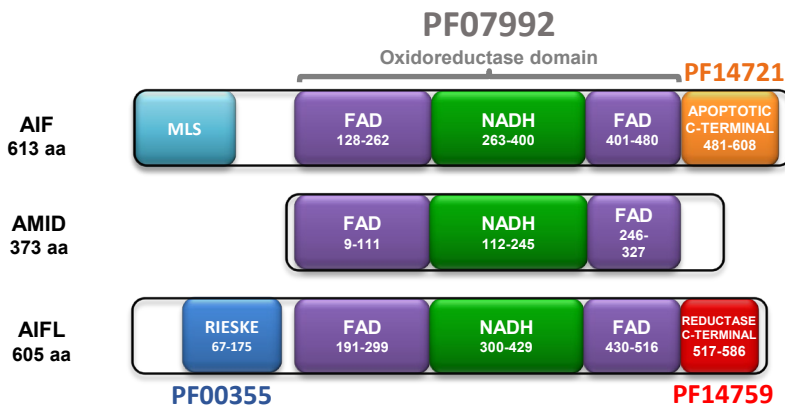 PF07992
Oxidoreductase domain
PF14721
AIF
613 aa
MLS
FAD
128-262
NADH
263-400
FAD
401-480
APOPTOTIC
C-TERMINAL
481-608
AMID
373 aa
FAD
9-111
NADH
112-245
FAD
246-
327
AIFL
605 aa
RIESKE
67-175
FAD
191-299
NADH
300-429
FAD
430-516
REDUCTASE
C-TERMINAL
517-586
PF00355
PF14759